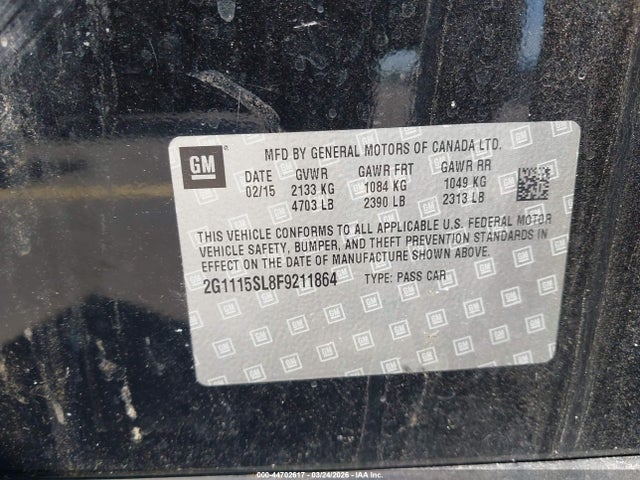 GM
MFD BY GENERAL MOTORS OF CANADA LTD.
DATE GVWR GAWR FRT GAWR RR
02/15 2133 KG 1084 KG 1049 KG
4703 LB 2390 LB 2313 LB
THIS VEHICLE CONFORMS TO ALL APPLICABLE U.S. FEDERAL MOTOR
VEHICLE SAFETY, BUMPER, AND THEFT PREVENTION STANDARDS IN
EFFECT ON THE DATE OF MANUFACTURE SHOWN ABOVE.
2G1115SL8F9211864 TYPE: PASS CAR
000-44702617 - 03/24/2026 - IAA Inc.